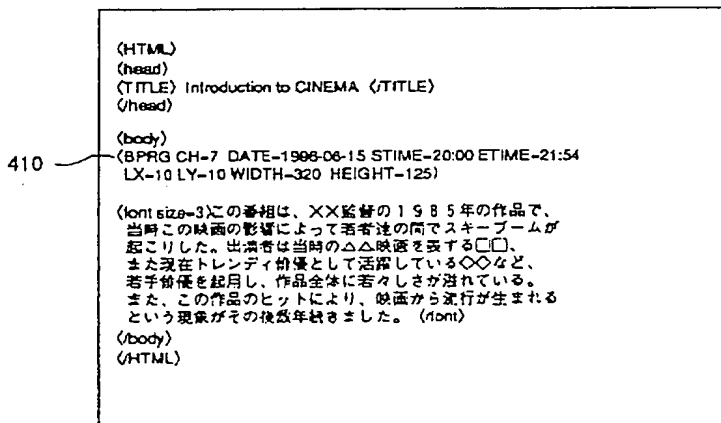 〈HTML〉
〈head〉
〈TITLE〉 Introduction to CINEMA 〈/TITLE〉
〈/head〉
〈body〉
410
〈BPRG CH=7 DATE=1996-06-15 STIME=20:00 ETIME=21:54
LX=10 LY=10 WIDTH=320 HEIGHT=125〉
〈font size=3〉この番組は、××監督の1985年の作品で、
当時この映画の影響によって若者達の間でスキーブームが
起こりした。出演者は当時の△△映画を表する□□、
また現在トレンディ俳優として活躍している◇◇など、
若手俳優を起用し、作品全体に若々しさが溢れている。
また、この作品のヒットにより、映画から流行が生まれる
という現象がその後数年続きました。 〈/font〉
〈/body〉
〈/HTML〉